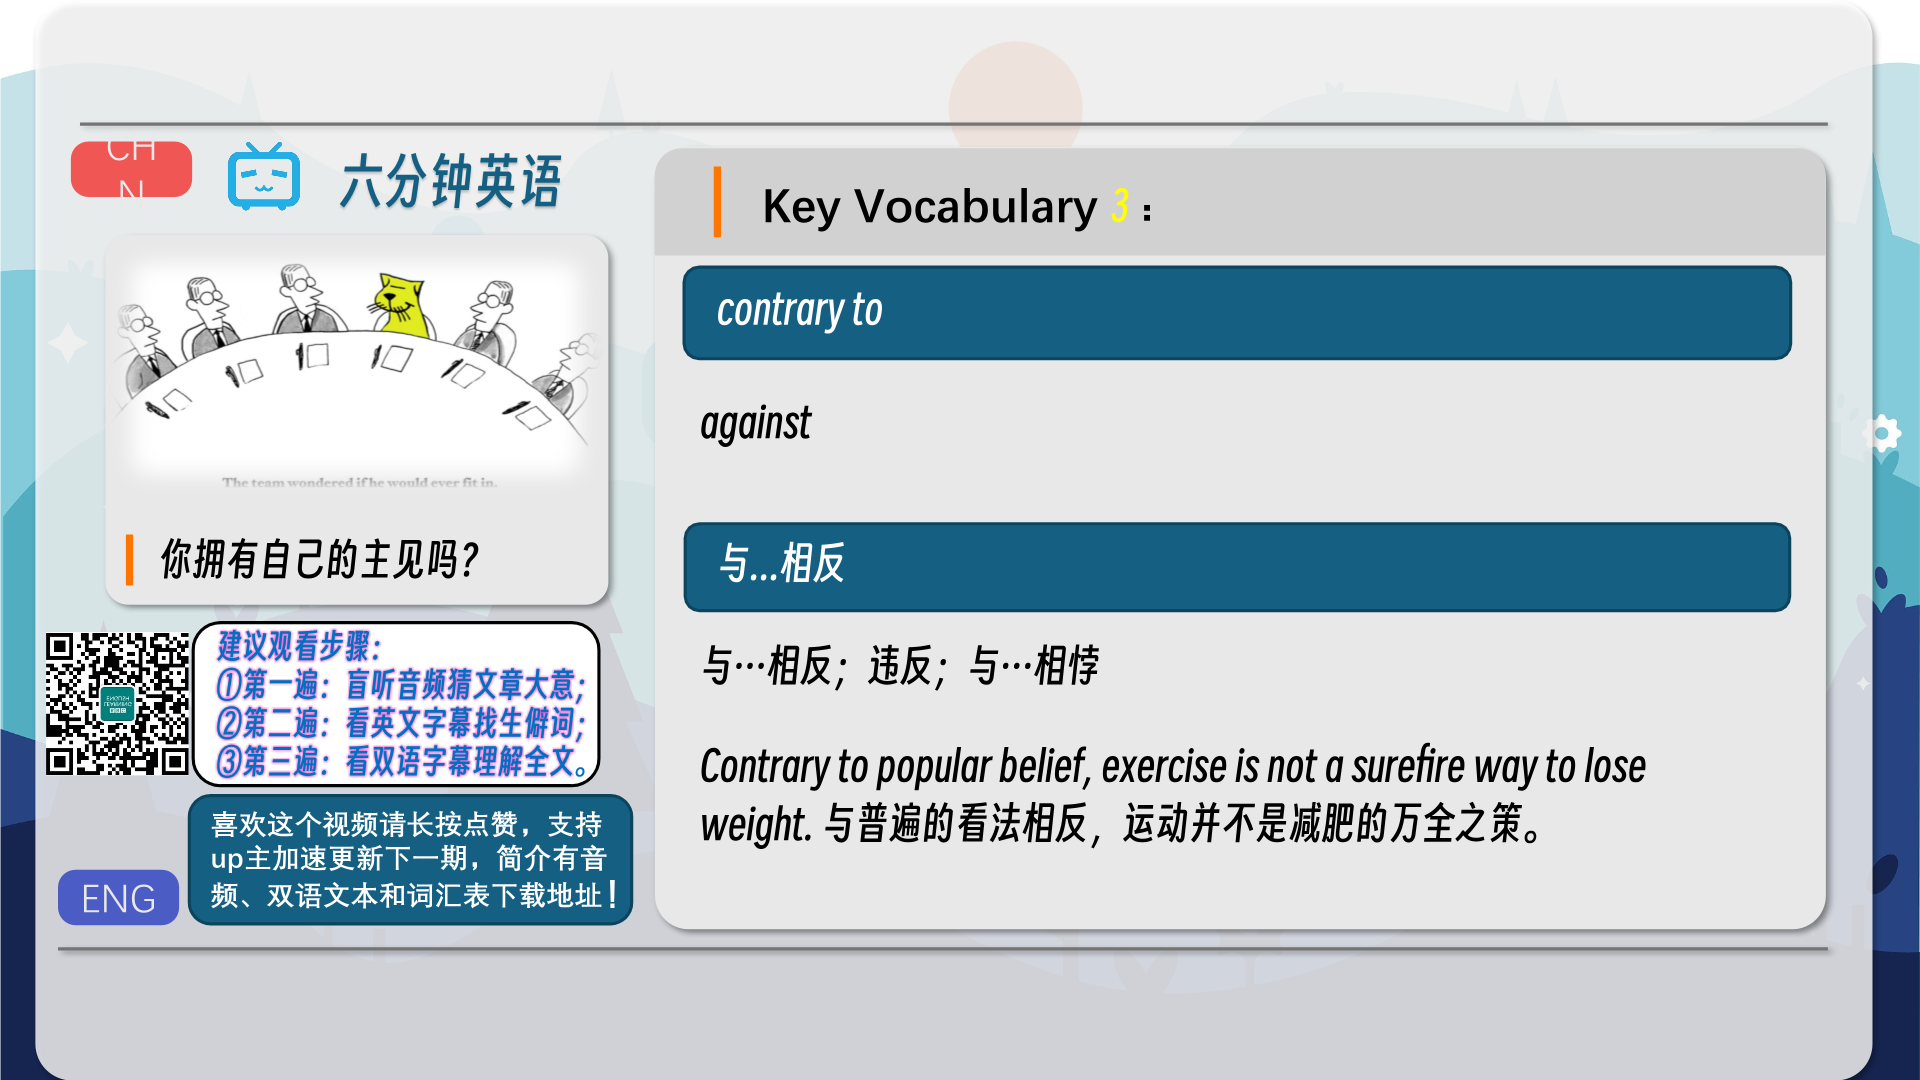 CH
N
六分钟英语
The team wondered if he would ever fit in.
你拥有自己的主见吗?
建议观看步骤：
①第一遍：盲听音频猜文章大意；
②第二遍：看英文字幕找生僻词；
③第三遍：看双语字幕理解全文。
喜欢这个视频请长按点赞，支持
up主加速更新下一期，简介有音
频、双语文本和词汇表下载地址！
ENG
Key Vocabulary 3：
contrary to
against
与...相反
与…相反；违反；与…相悖
Contrary to popular belief, exercise is not a surefire way to lose
weight. 与普遍的看法相反，运动并不是减肥的万全之策。